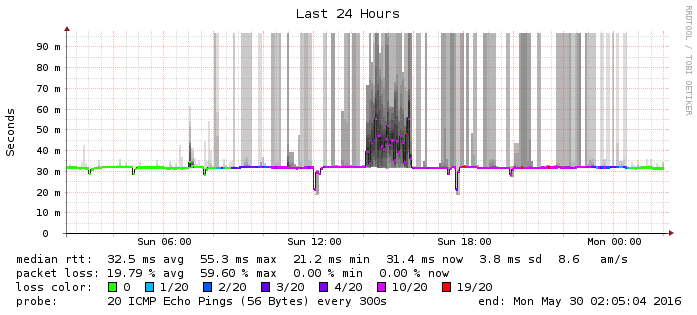 Last 24 Hours
RRDTOOL / TOBI OETIKER
Seconds
90 m
80 m
70 m
60 m
50 m
40 m
30 m
20 m
10 m
0
Sun 06:00 Sun 12:00 Sun 18:00 Mon 00:00
median rtt: 32.5 ms avg 55.3 ms max 21.2 ms min 31.4 ms now 3.8 ms sd 8.6 am/s
packet loss: 19.79 % avg 59.60 % max 0.00 % min 0.00 % now
loss color: 0 1/20 2/20 3/20 4/20 10/20 19/20
probe: 20 ICMP Echo Pings (56 Bytes) every 300s end: Mon May 30 02:05:04 2016